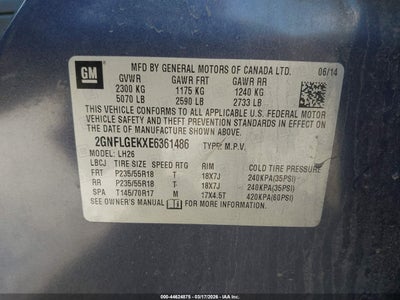 GM
MFD BY GENERAL MOTORS OF CANADA LTD. 06/14
GVWR GAWR FRT GAWR RR
2300 KG 1175 KG 1240 KG
5070 LB 2590 LB 2733 LB
THIS VEHICLE CONFORMS TO ALL APPLICABLE U.S. FEDERAL MOTOR
VEHICLE SAFETY AND THEFT PREVENTION STANDARDS IN EFFECT
ON THE DATE OF MANUFACTURE SHOWN ABOVE.
2GNFLGEKXE6361486 TYPE: M.P.V.
MODEL: LH26
LBCJ TIRE SIZE SPEED RTG RIM COLD TIRE PRESSURE
FRT P235/55R18 T 18X7J 240KPA(35PSI)
RR P235/55R18 T 18X7J 240KPA(35PSI)
SPA T145/70R17 M 17X4.5T 420KPA(60PSI)
SEE OWNER'S MANUAL FOR ADDITIONAL INFORMATION.
000-44624875 - 03/17/2026 - IAA